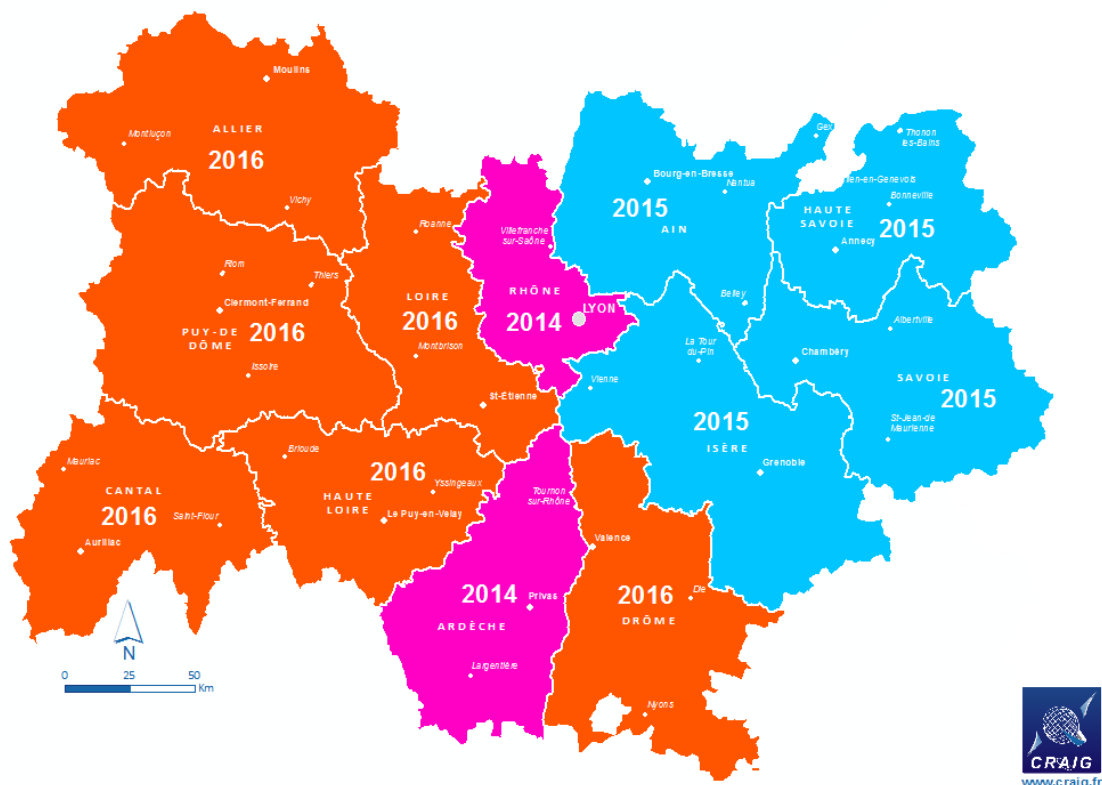 Moulins
Montluçon
ALLIER
2016
Vichy
Roanne
Riom
Thiers
Clermont-Ferrand
PUY-DE
DÔME
2016
Issoire
LOIRE
2016
Montbrison
St-Étienne
Villefranche
sur-Saône
RHÔNE
2014
LYON
Bourg-en-Bresse
Nantua
Gex
2015
AIN
Belley
Thonon
les-Bains
ien-en-Genevois
Bonneville
HAUTE
SAVOIE
2015
Annecy
Albertville
Chambéry
SAVOIE
2015
St-Jean-de
Maurienne
La Tour
du-Pin
Vienne
2015
ISÈRE
Grenoble
Mauriac
CANTAL
2016
Saint-Flour
Aurillac
Brioude
2016
Yssingeaux
HAUTE
LOIRE
Le Puy-en-Velay
Tournon
sur-Rhône
2014
Privas
ARDÈCHE
Largentière
Valence
2016
Die
DRÔME
Nyons
N
0 25 50
Km
CRAIG
www.craig.fr